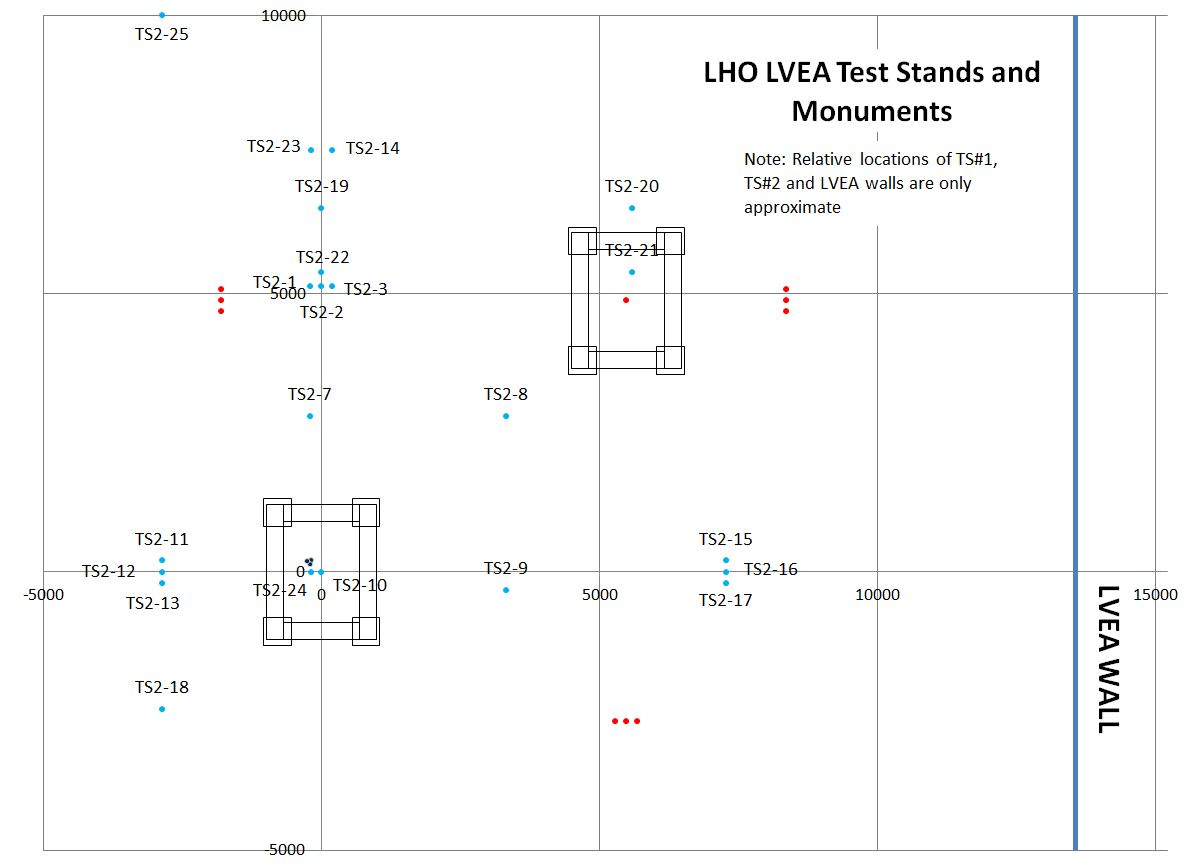 10000
TS2-25
LHO LVEA Test Stands and
Monuments
TS2-23
TS2-14
Note: Relative locations of TS#1,
TS#2 and LVEA walls are only
approximate
TS2-19
TS2-20
TS2-22
TS2-21
TS2-1
5000
TS2-3
TS2-2
TS2-7
TS2-8
TS2-11
TS2-12
TS2-13
0
TS2-24
TS2-10
TS2-9
TS2-15
TS2-16
TS2-17
-5000
0
5000
10000
15000
LVEA WALL
TS2-18
-5000